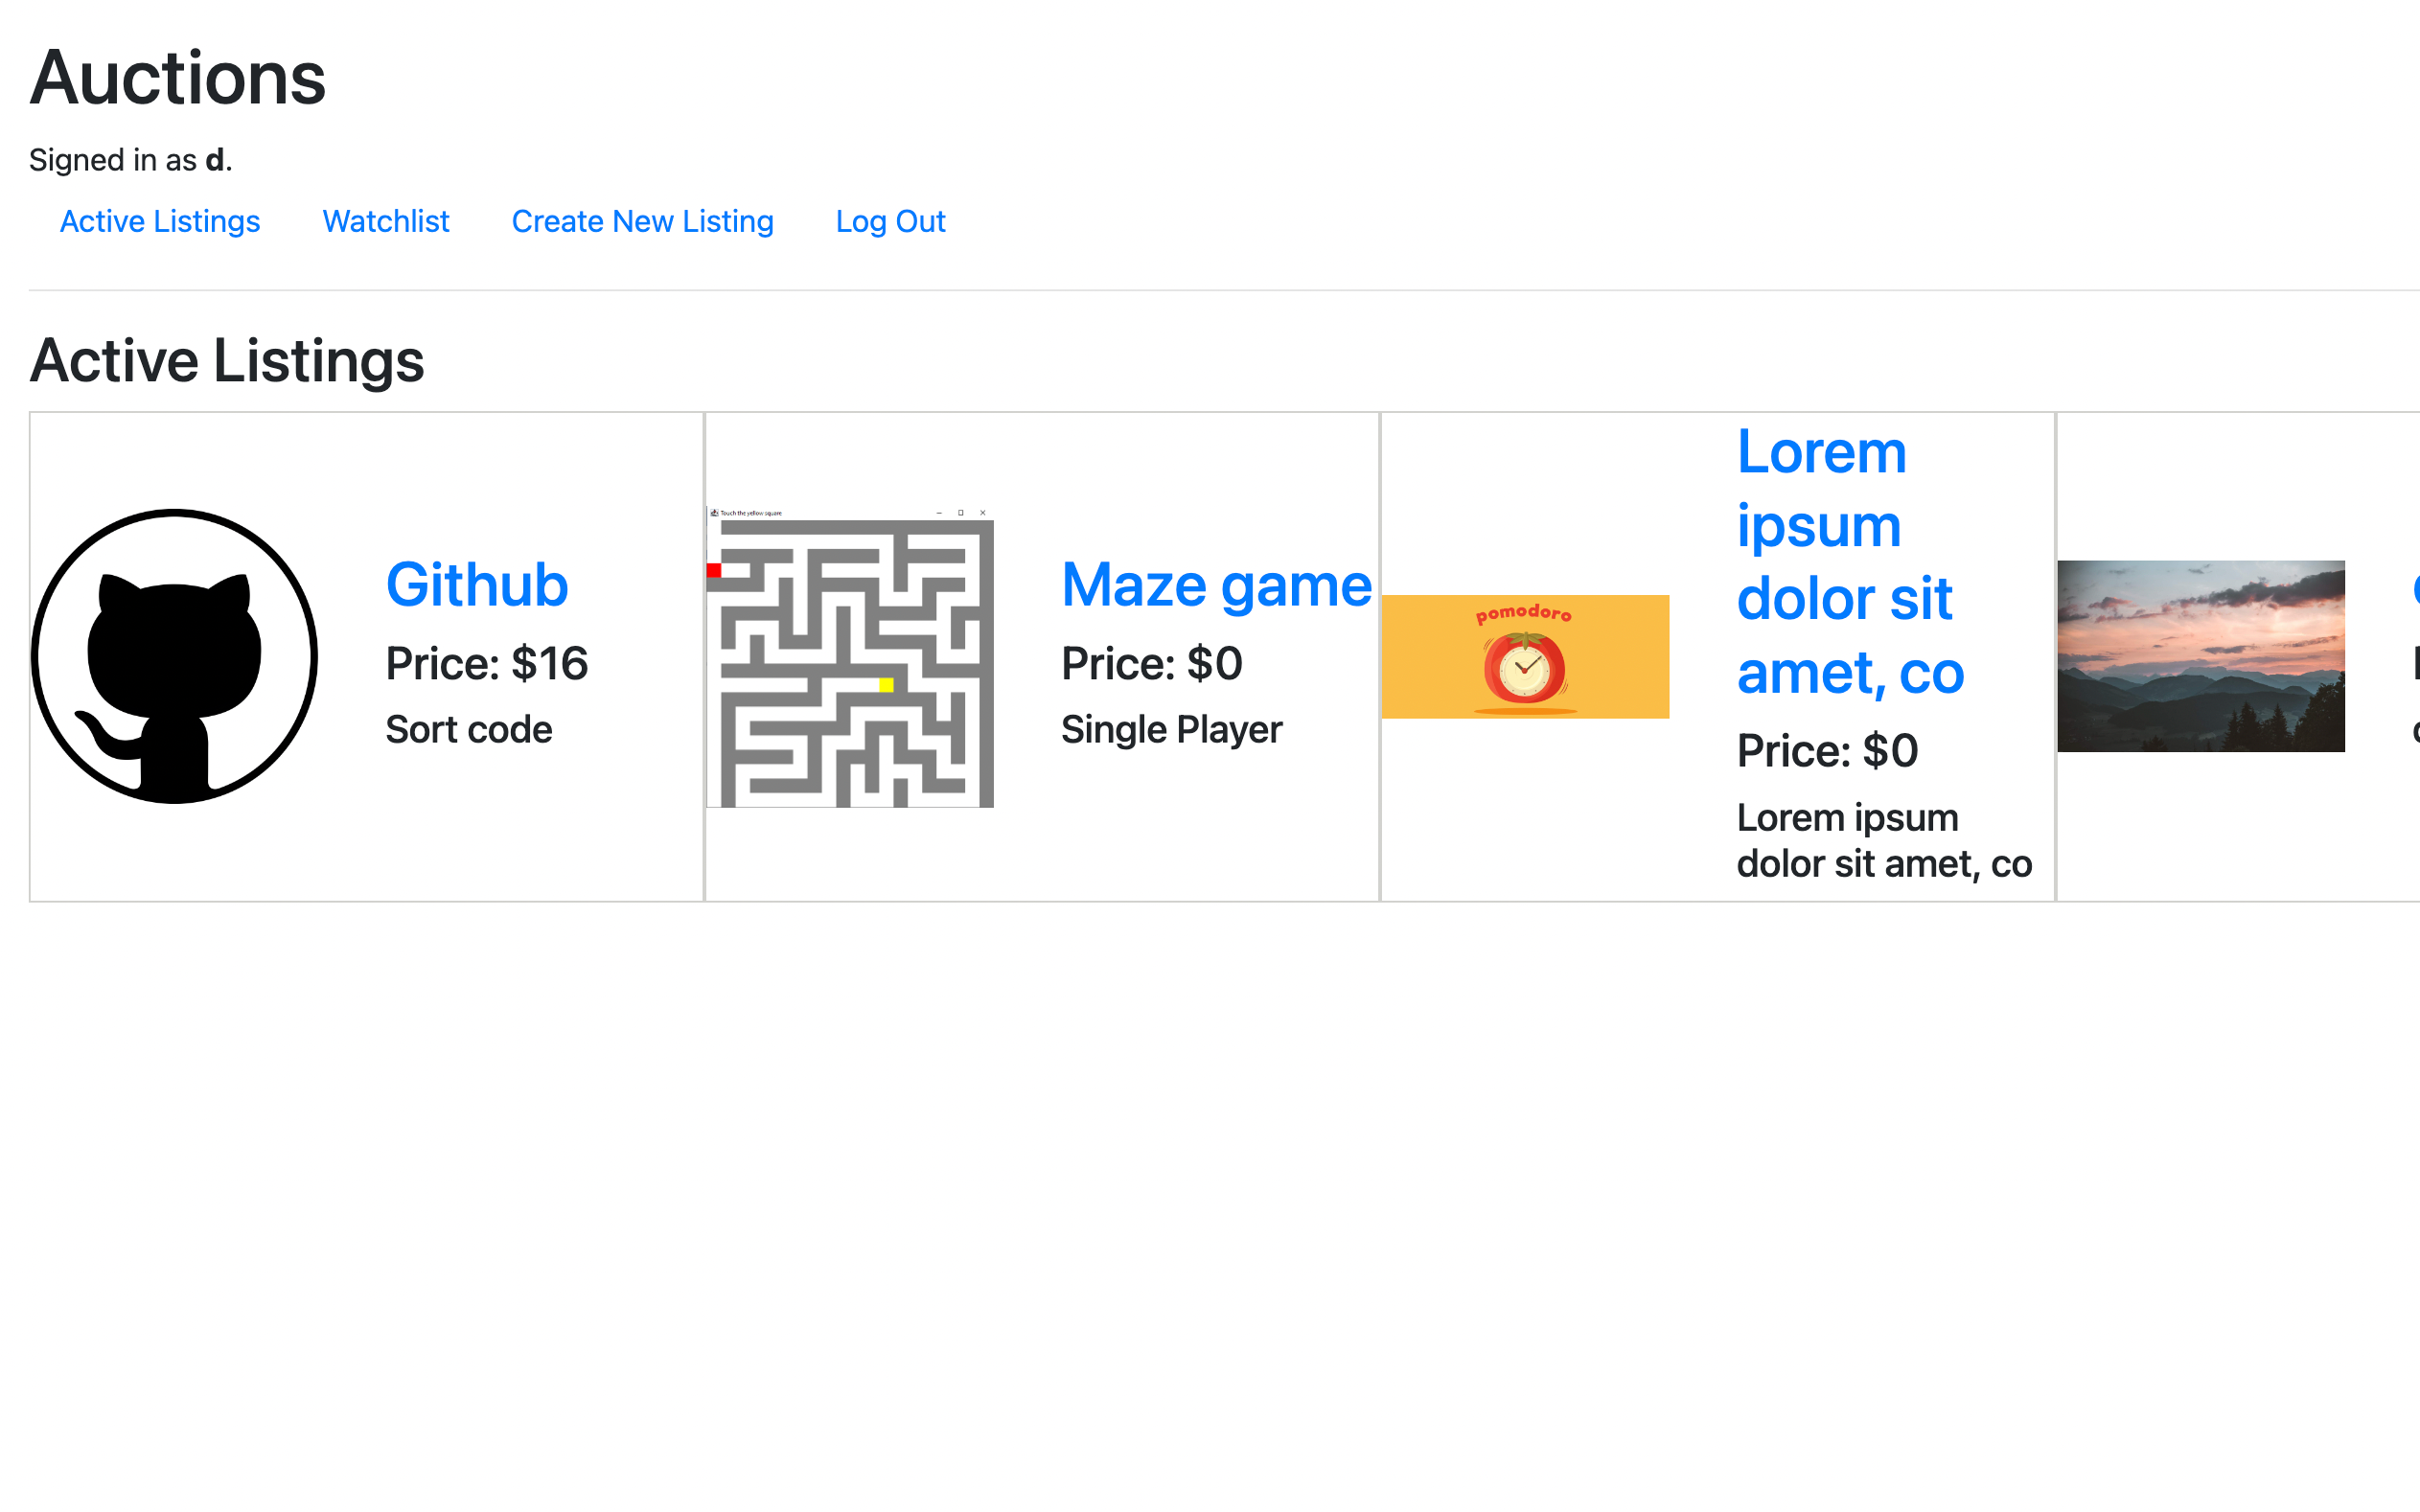 Auctions
Signed in as d.
Active Listings Watchlist Create New Listing Log Out
Active Listings
Github
Price: $16
Sort code
Touch the yellow square
Maze game
Price: $0
Single Player
pomodoro
Lorem
ipsum
dolor sit
amet, co
Price: $0
Lorem ipsum
dolor sit amet, co